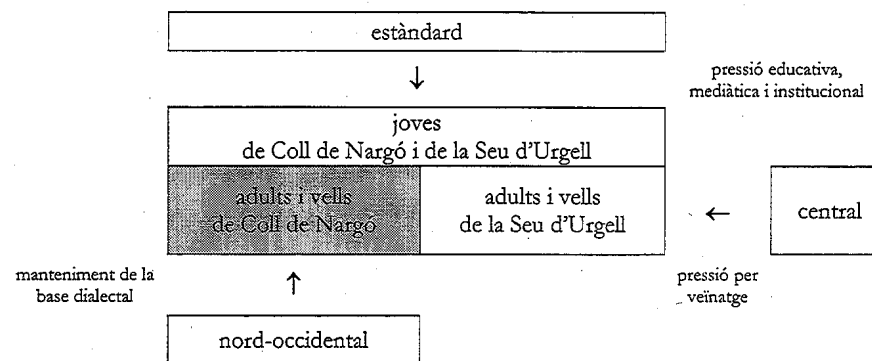 estàndard
↓
pressió educativa,
mediàtica i institucional
joves
de Coll de Nargó i de la Seu d'Urgell
adults i vells
de Coll de Nargó
adults i vells
de la Seu d'Urgell
←
central
manteniment de la
base dialectal
↑
pressió per
veïnatge
nord-occidental